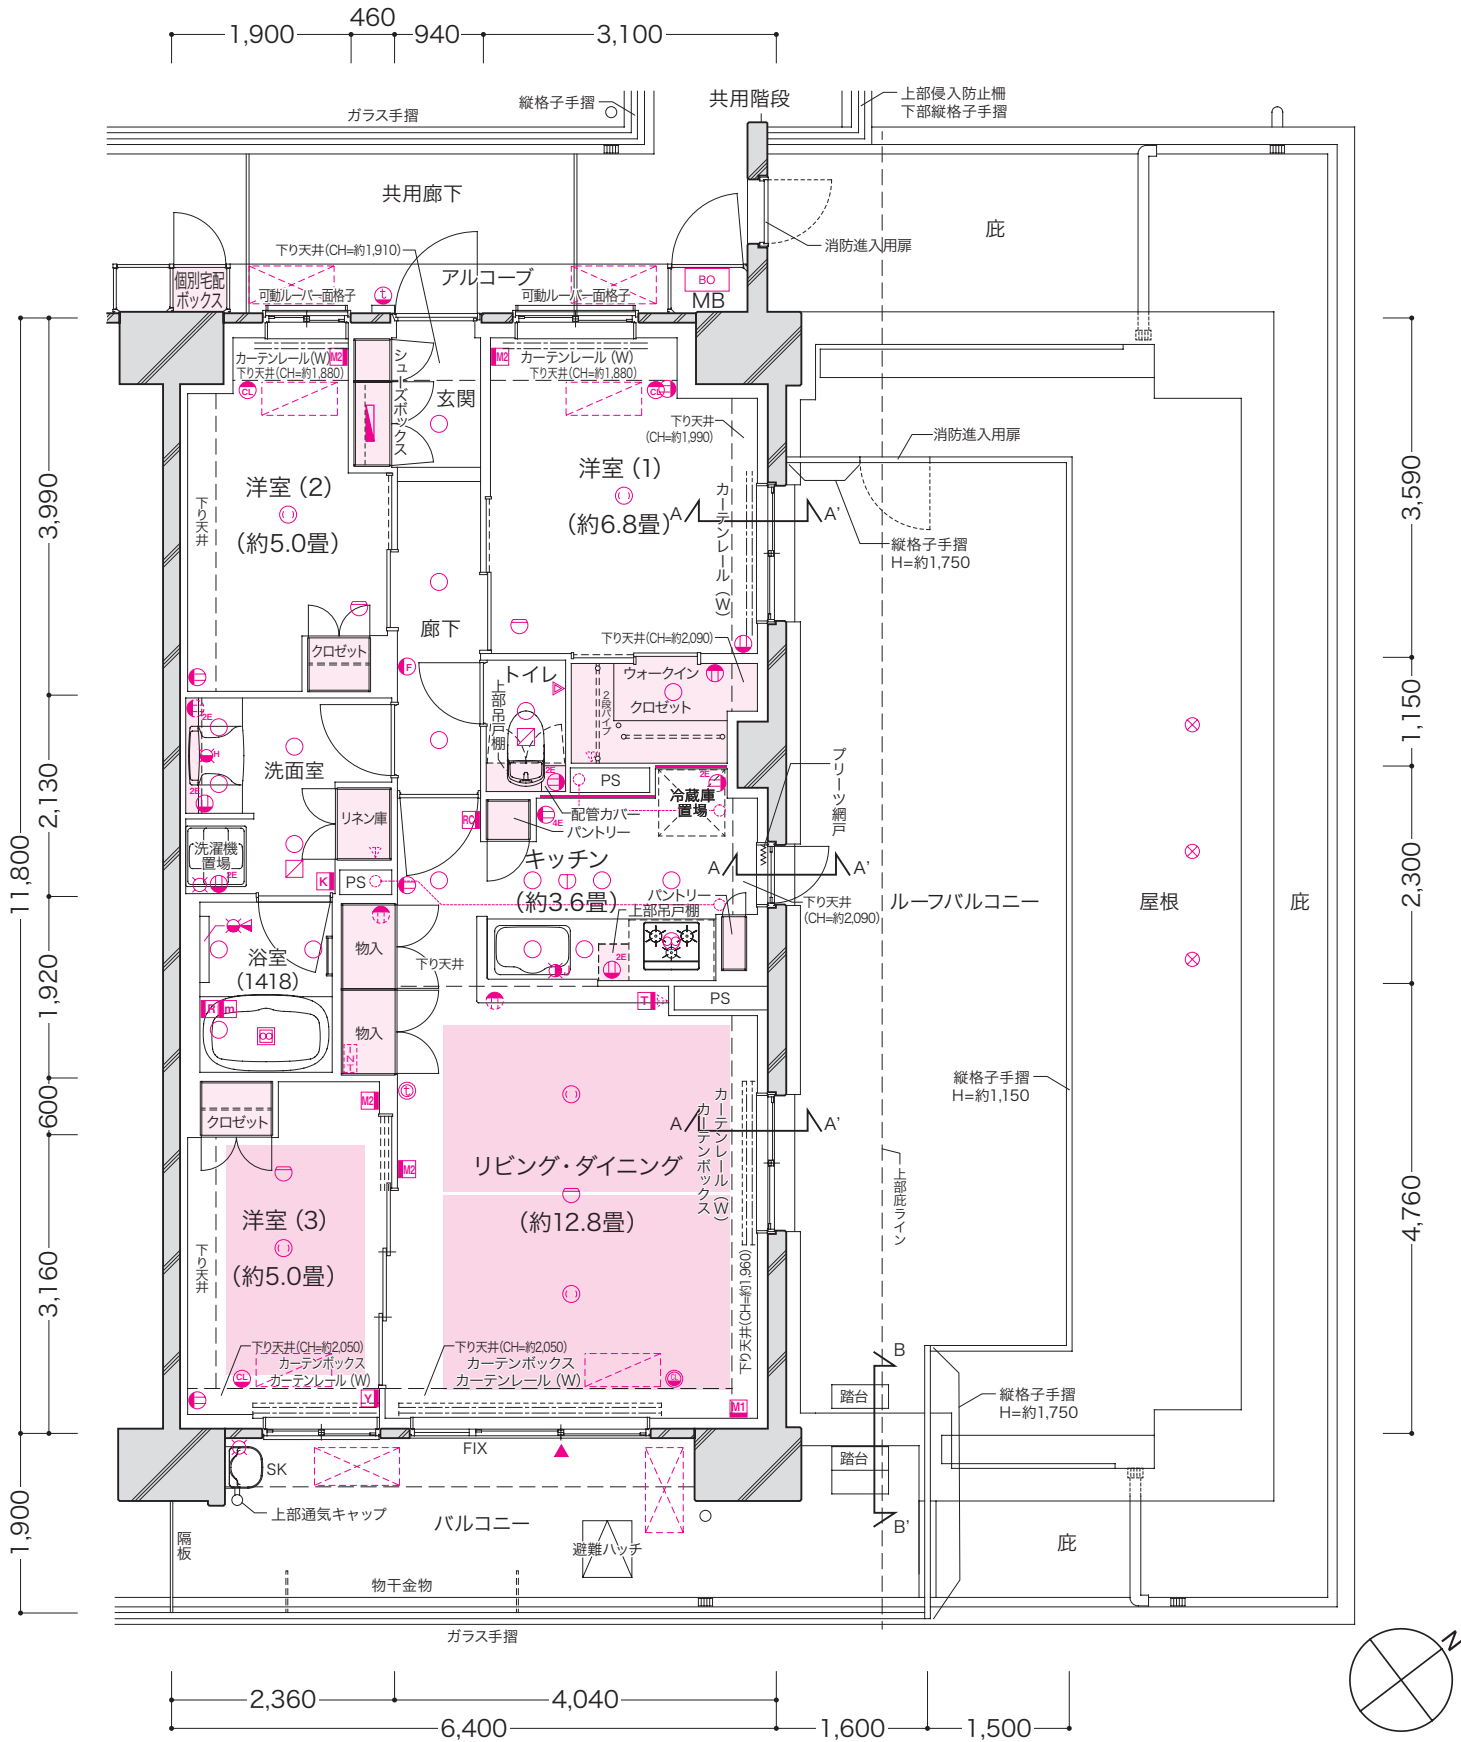 460
1,900
940
3,100
共用階段
上部侵入防止柵
下部縦格子手摺
縦格子手摺
ガラス手摺
共用廊下
庇
消防進入用扉
下り天井(CH=約1,910)
アルコーブ
個別宅配
ボックス
可動ルーバー面格子
可動ルーバー面格子
BO
MB
t
カーテンレール(W)
下り天井(CH=約1,880)
M2
シューズボックス
玄関
M2
カーテンレール (W)
下り天井(CH=約1,880)
CL
CL
下り天井
(CH=約1,990)
消防進入用扉
洋室 (2)
(約5.0畳)
下り天井
洋室 (1)
(約6.8畳)
カーテンレール (W)
A
A'
縦格子手摺
H=約1,750
3,990
3,590
廊下
下り天井(CH=約2,090)
クロゼット
F
トイレ
上部吊戸棚
ウォークイン
クロゼット
2段パイプ
1,150
2E
H
2E
洗面室
2E
PS
2E
冷蔵庫
置場
プリーツ網戸
2,130
リネン庫
RC
4E
配管カバー
パントリー
キッチン
(約3.6畳)
洗濯機
置場
2E
K
PS
A
A'
パントリー
上部吊戸棚
下り天井
(CH=約2,090)
ルーフバルコニー
屋根
庇
11,800
2,300
浴室
(1418)
物入
下り天井
2E
1,920
R
m
物入
T
PS
INT
600
クロゼット
M2
t
カーテンレール (W)
カーテンボックス
縦格子手摺
H=約1,150
A
A'
リビング・ダイニング
(約12.8畳)
M2
上部庇ライン
洋室 (3)
(約5.0畳)
下り天井
3,160
4,760
下り天井(CH=約1,960)
下り天井(CH=約2,050)
カーテンボックス
カーテンレール (W)
下り天井(CH=約2,050)
カーテンボックス
カーテンレール (W)
CL
Y
M1
B
踏台
縦格子手摺
H=約1,750
FIX
SK
踏台
上部通気キャップ
バルコニー
B'
1,900
隔板
避難ハッチ
庇
物干金物
ガラス手摺
N
2,360
4,040
6,400
1,600
1,500